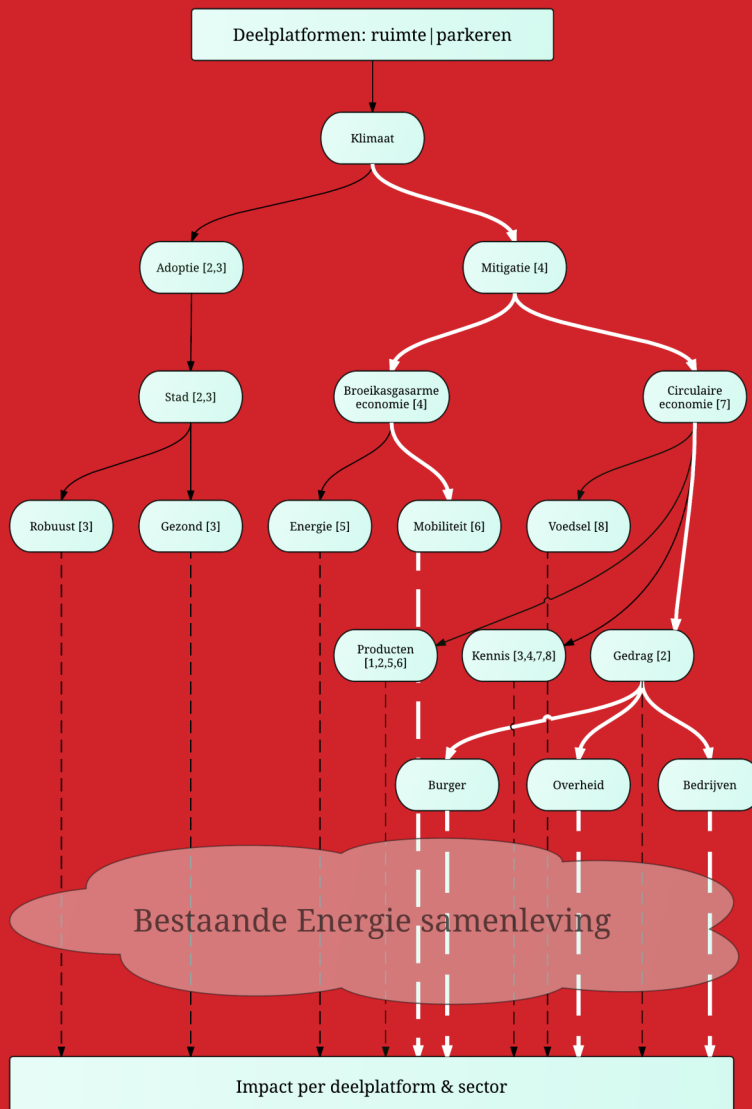 Deelplatformen: ruimte|parkeren
Klimaat
Adoptie [2,3]
Mitigatie [4]
Stad [2,3]
Broeikasgasarme
economie [4]
Circulaire
economie [7]
Robuust [3]
Gezond [3]
Energie [5]
Mobiliteit [6]
Voedsel [8]
Producten
[1,2,5,6]
Kennis [3,4,7,8]
Gedrag [2]
Burger
Overheid
Bedrijven
Bestaande Energie samenleving
Impact per deelplatform & sector